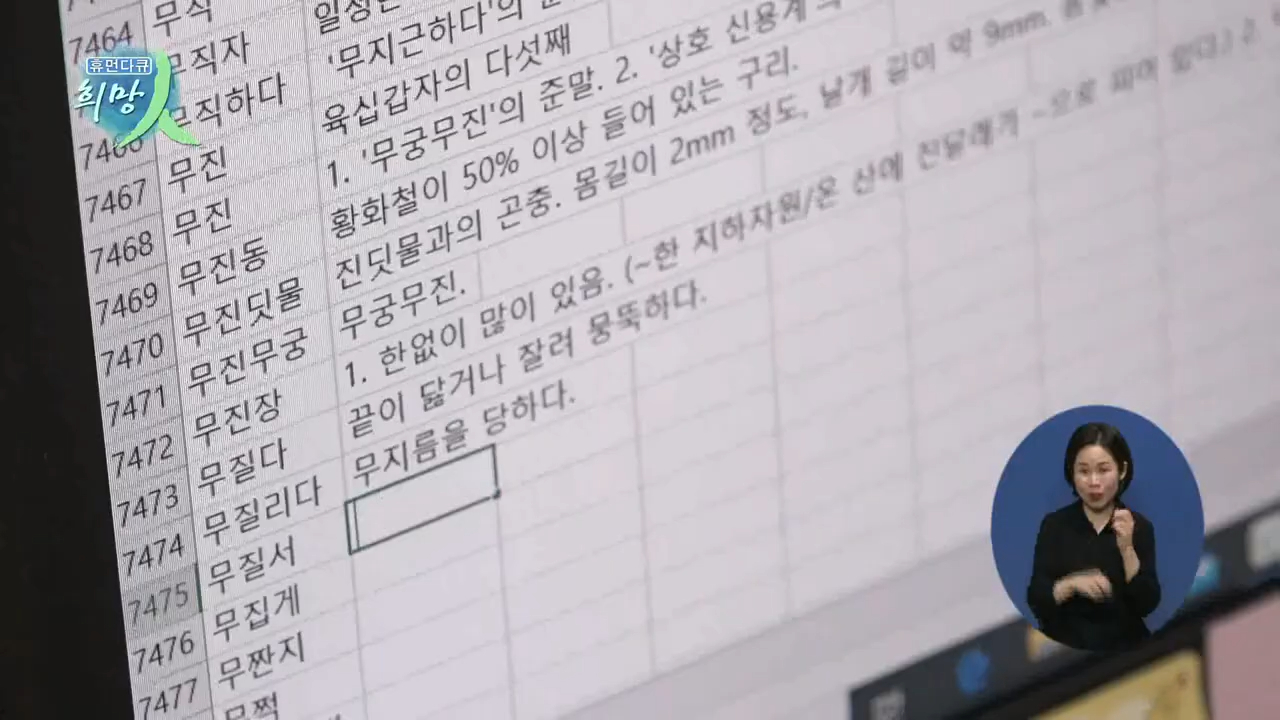 휴먼다큐
희망
7464 무직
무직자
7466 무직하다 '무지근하다'의
7467 무진 육십갑자의 다섯째
7468 무진 1. '무궁무진'의 준말. 2. '상호 신용계
7469 무진동 황화철이 50% 이상 들어 있는 구리.
7470 무진딧물 진딧물과의 곤충. 몸길이 2mm 정도, 날개 길이 약 9mm.
7471 무진무궁 무궁무진.
7472 무진장 1. 한없이 많이 있음. (~한 지하자원/온 산에 진달래가 ~으로 피어 있다.) 2.
7473 무질다 끝이 닳거나 잘려 뭉뚝하다.
7474 무질리다 무지름을 당하다.
7475 무질서
7476 무집게
7477 무짠지
무쩍